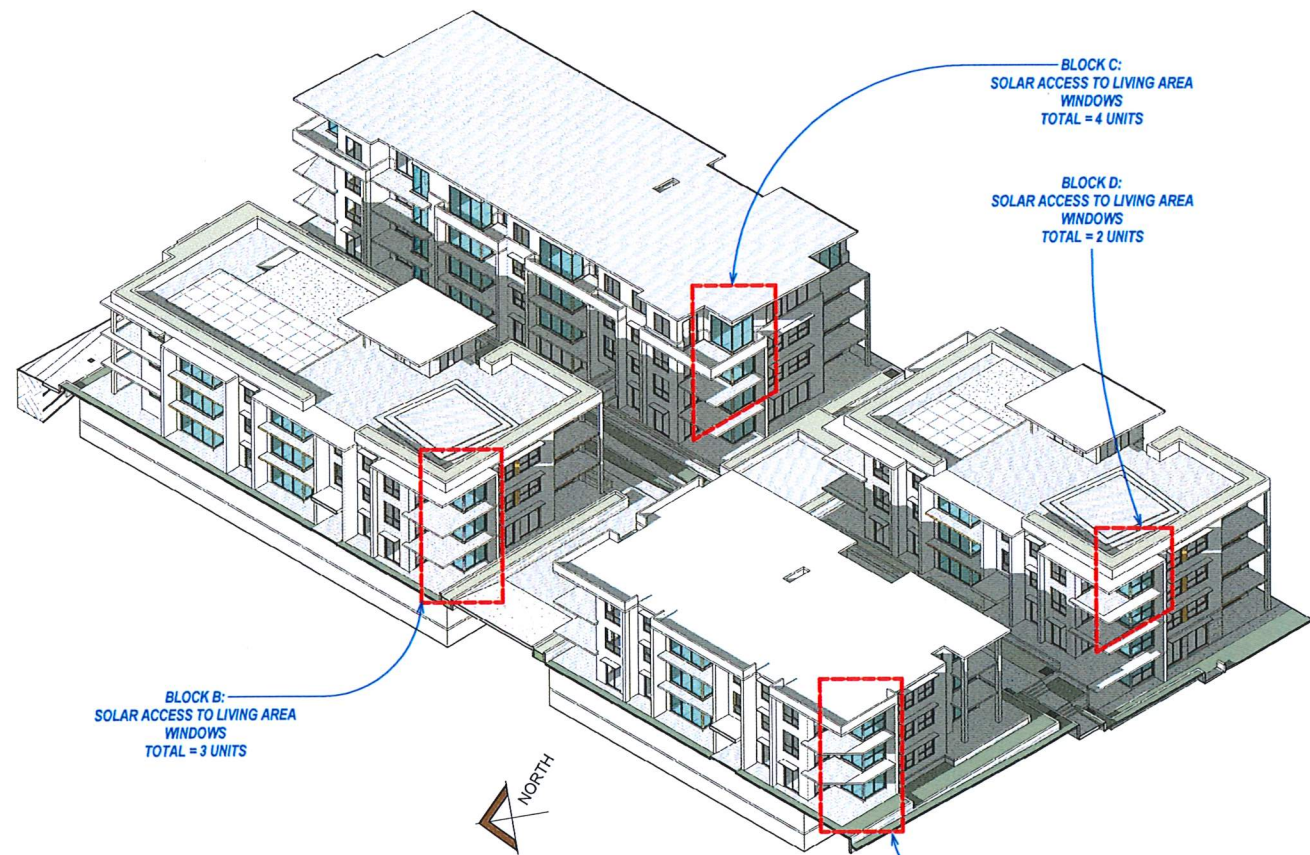 BLOCK C:
SOLAR ACCESS TO LIVING AREA
WINDOWS
TOTAL = 4 UNITS
BLOCK D:
SOLAR ACCESS TO LIVING AREA
WINDOWS
TOTAL = 2 UNITS
BLOCK B:
SOLAR ACCESS TO LIVING AREA
WINDOWS
TOTAL = 3 UNITS
NORTH